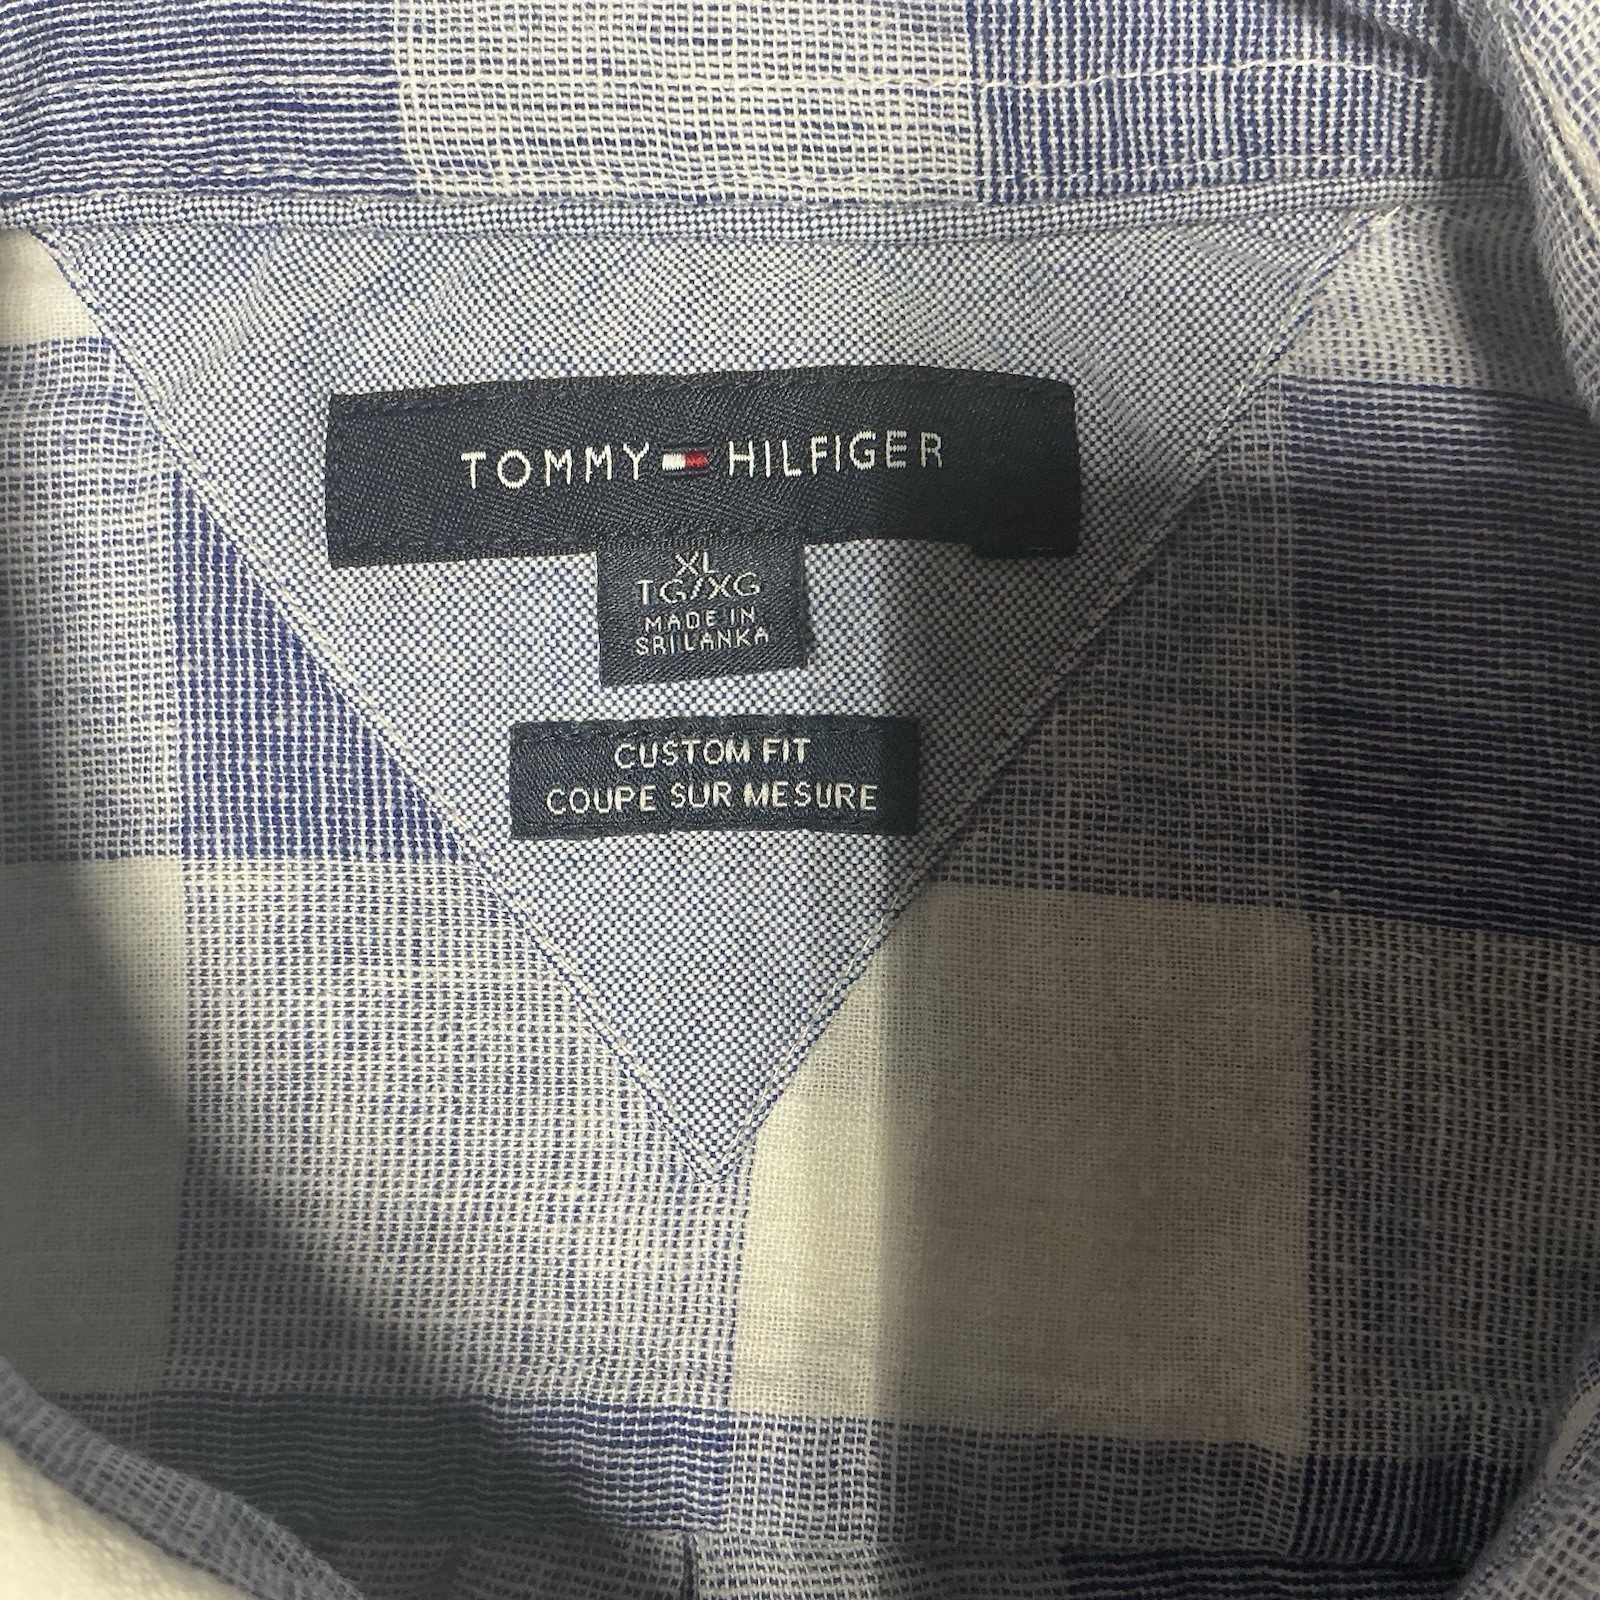 TOMMY HILFIGER
XL
TG/XG
MADE IN
SRI LANKA
CUSTOM FIT
COUPE SUR MESURE